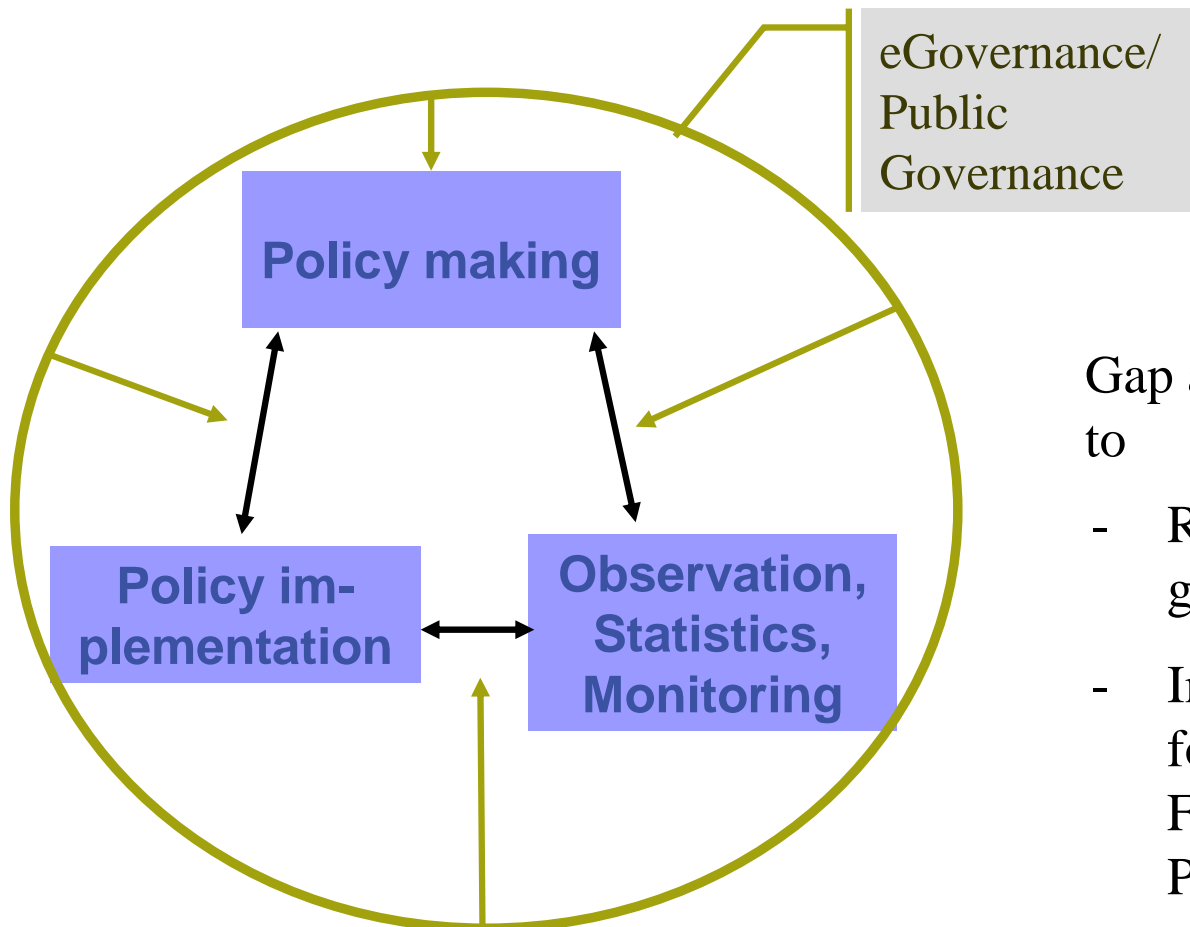 eGovernance/
Public
Governance
Policy making
Gap
to
Policy im-
plementation
Observation,
Statistics,
Monitoring
-
-